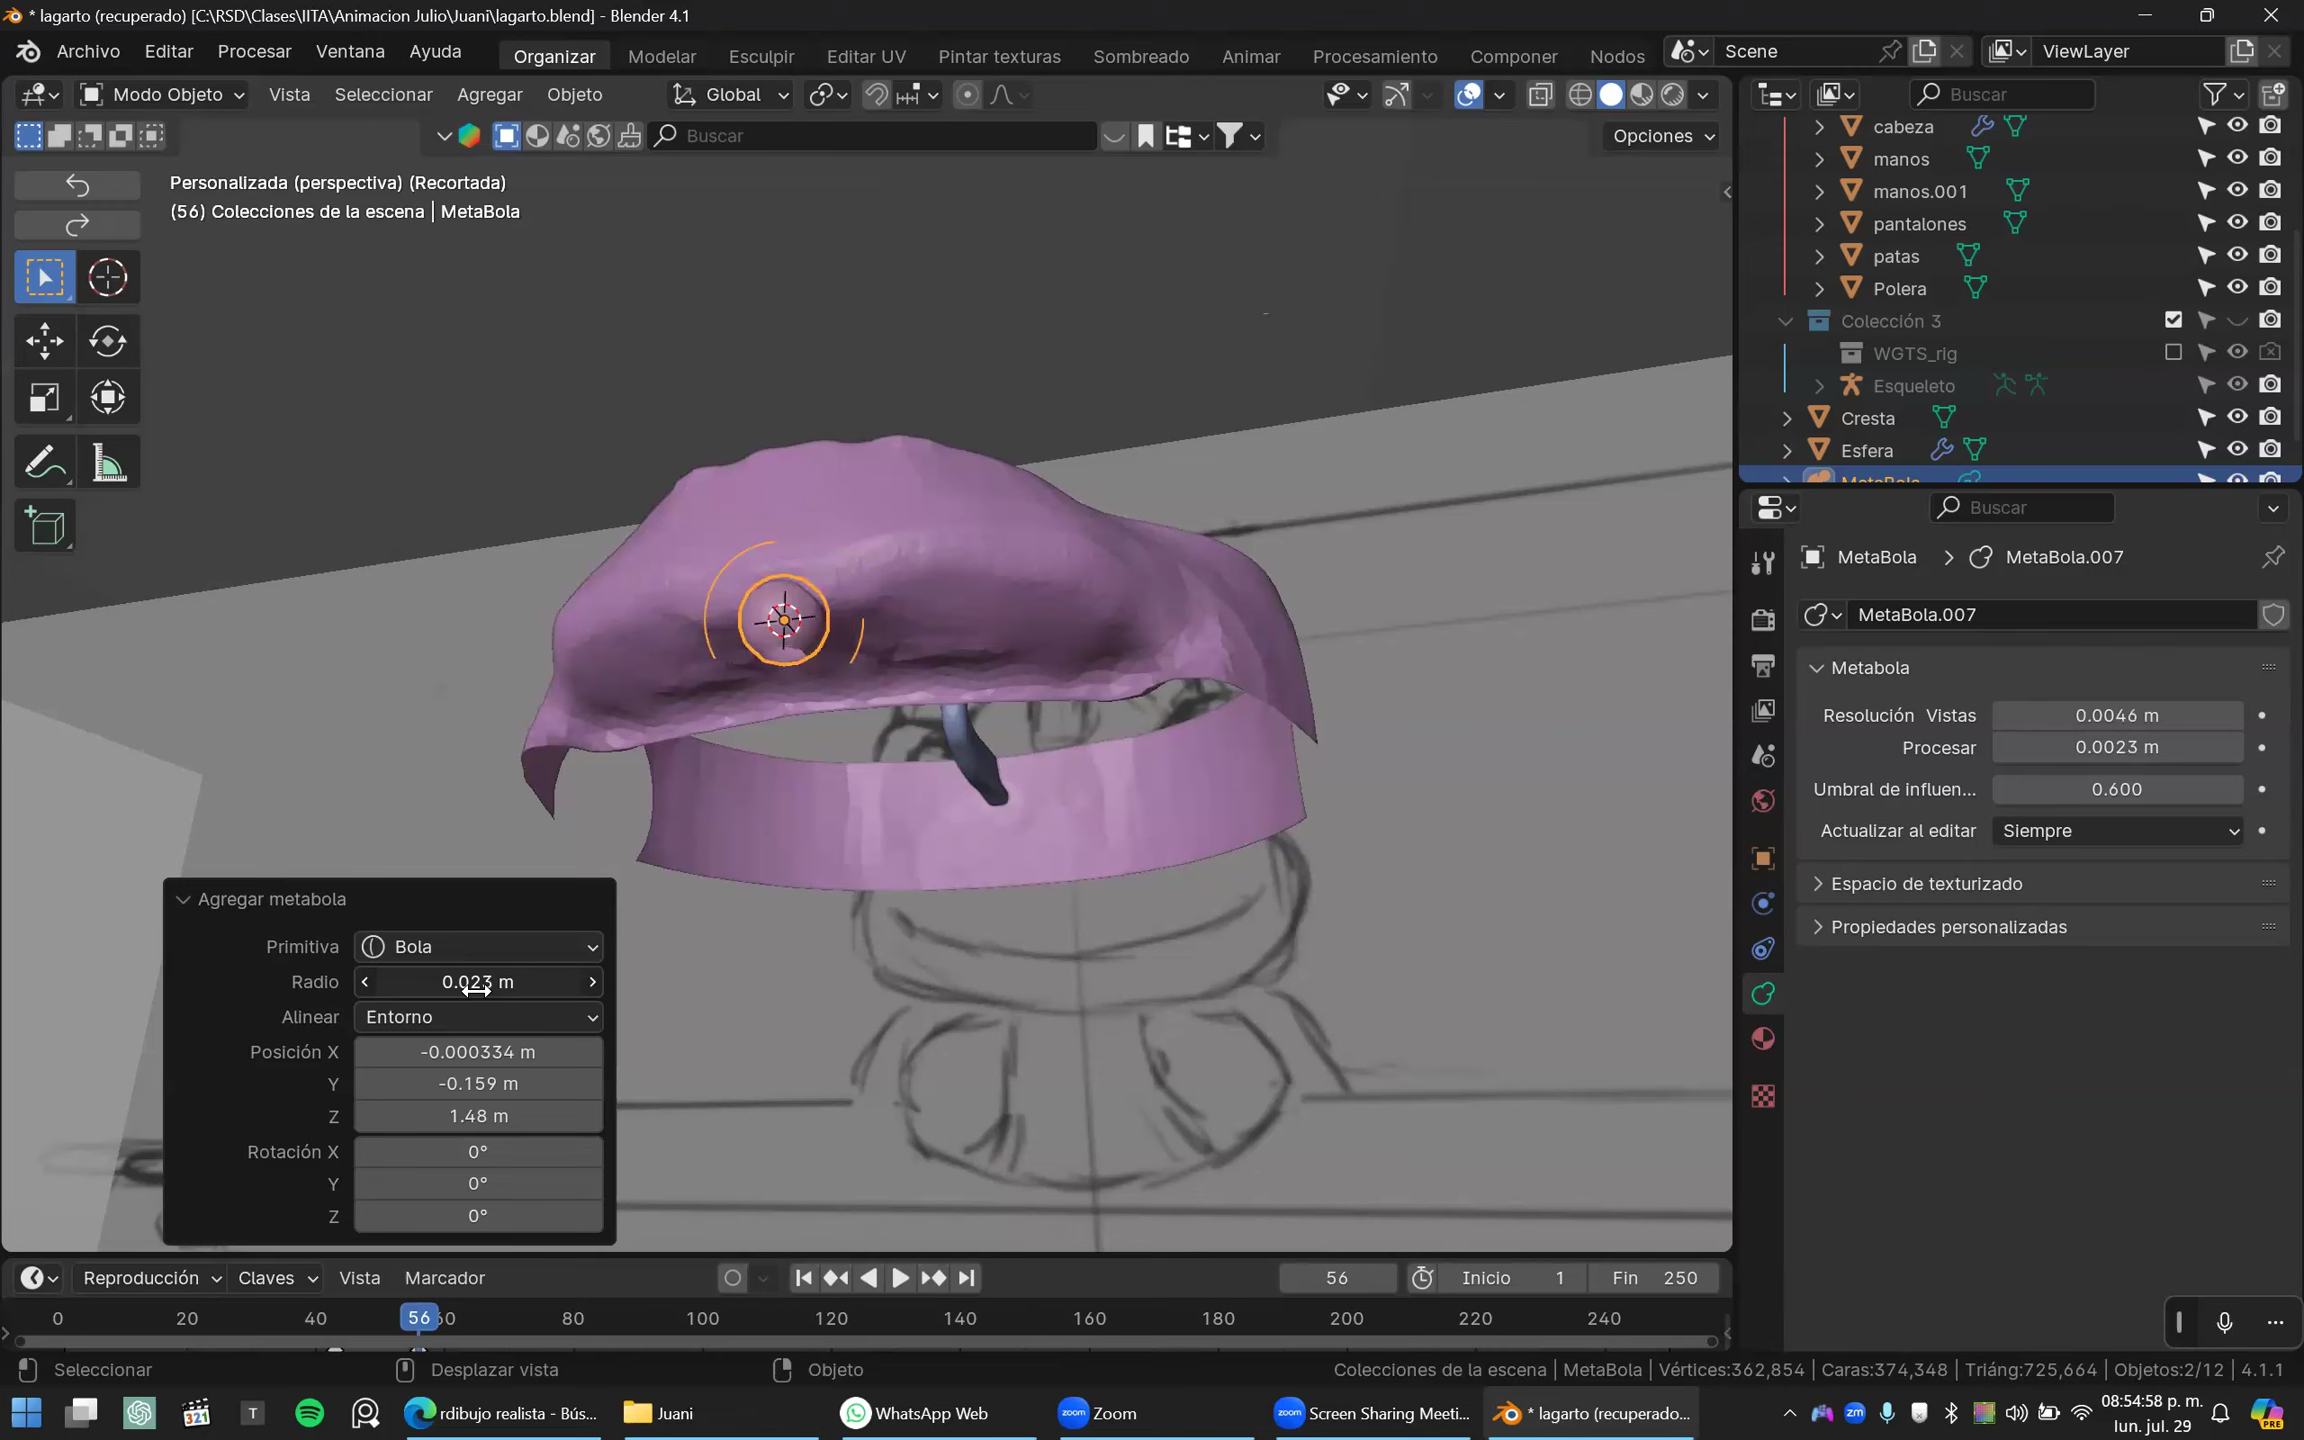 * lagarto (recuperado) [C:\RSD\Clases\IITA\Animacion Julio\Juani\lagarto.blend] - Blender 4.1
Archivo Editar Procesar Ventana Ayuda Organizar Modelar Esculpir Editar UV Pintar texturas Sombreado Animar Procesamiento Componer Nodos Scene ViewLayer
Modo Objeto Vista Seleccionar Agregar Objeto Global Buscar
Buscar Opciones
Personalizada (perspectiva) (Recortada)
(56) Colecciones de la escena | MetaBola
cabeza
manos
manos.001
pantalones
patas
Polera
Colección 3
WGTS_rig
Esqueleto
Cresta
Esfera
MetaBola
Buscar
MetaBola MetaBola.007
MetaBola.007
Metabola
Resolución Vistas 0.0046 m
Procesar 0.0023 m
Umbral de influen... 0.600
Actualizar al editar Siempre
Espacio de texturizado
Propiedades personalizadas
Agregar metabola
Primitiva Bola
Radio 0.023 m
Alinear Entorno
Posición X -0.000334 m
Y -0.159 m
Z 1.48 m
Rotación X 0°
Y 0°
Z 0°
Reproducción Claves Vista Marcador 56 Inicio 1 Fin 250
0 20 40 56 60 80 100 120 140 160 180 200 220 240
Seleccionar Desplazar vista Objeto Colecciones de la escena | MetaBola | Vértices:362,854 | Caras:374,348 | Triáng:725,664 | Objetos:2/12 | 4.1.1
321 T rdibujo realista - Bús... Juani WhatsApp Web zoom Zoom zoom Screen Sharing Meeti... * lagarto (recuperado... zm 08:54:58 p. m. PRE
lun. jul. 29